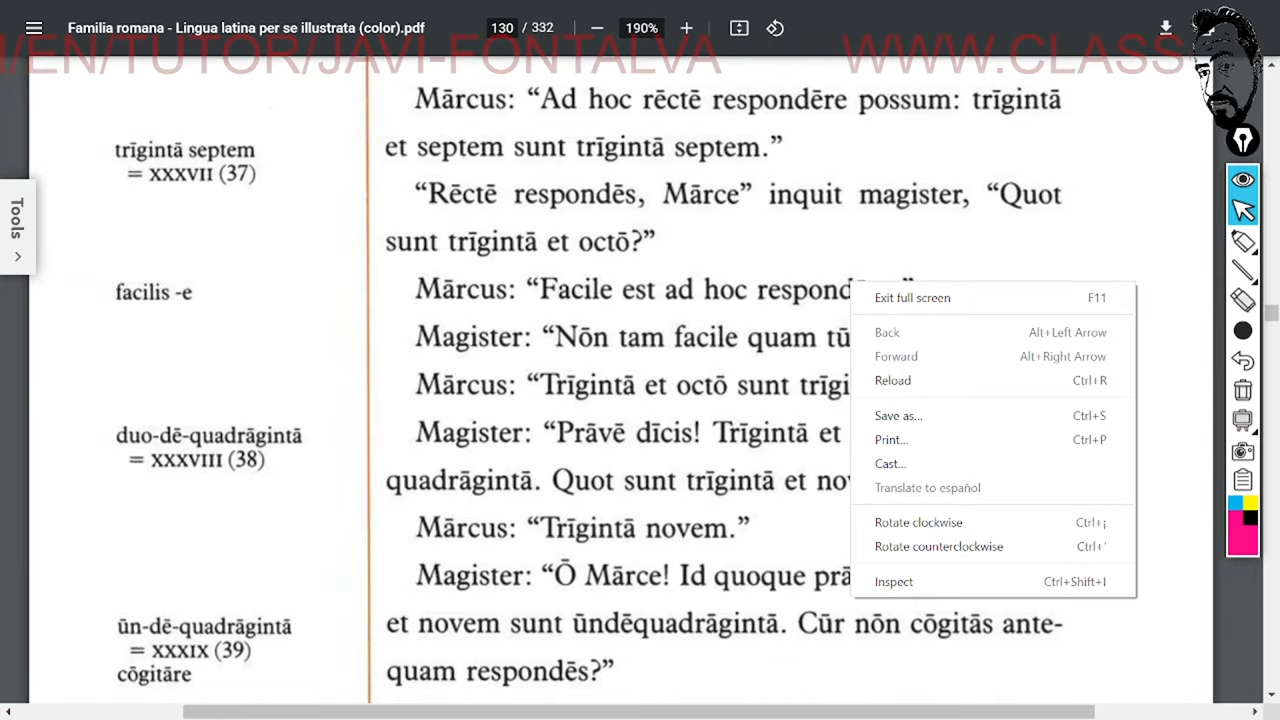 Familia romana - Lingua latina per se illustrata (color).pdf
130 / 332
190%
/EN/TUTOR/JAVI-FONTALVA WWW.CLASS
Tools
trīgintā septem
= XXXVII (37)
facilis -e
duo-dē-quadrāgintā
= XXXVIII (38)
ūn-dē-quadrāgintā
= XXXIX (39)
cōgitāre
Mārcus: “Ad hoc rēctē respondēre possum: trīgintā
et septem sunt trīgintā septem.”
“Rēctē respondēs, Mārce” inquit magister, “Quot
sunt trīgintā et octō?”
Mārcus: “Facile est ad hoc respond
Magister: “Nōn tam facile quam tū
Mārcus: “Trīgintā et octō sunt trīgi
Magister: “Prāvē dīcis! Trīgintā et
quadrāgintā. Quot sunt trīgintā et nov
Mārcus: “Trīgintā novem.”
Magister: “Ō Mārce! Id quoque prā
et novem sunt ūndēquadrāgintā. Cūr nōn cōgitās ante-
quam respondēs?”
Exit full screen F11
Back Alt+Left Arrow
Forward Alt+Right Arrow
Reload Ctrl+R
Save as... Ctrl+S
Print... Ctrl+P
Cast...
Translate to español
Rotate clockwise Ctrl+¡
Rotate counterclockwise Ctrl+'
Inspect Ctrl+Shift+I